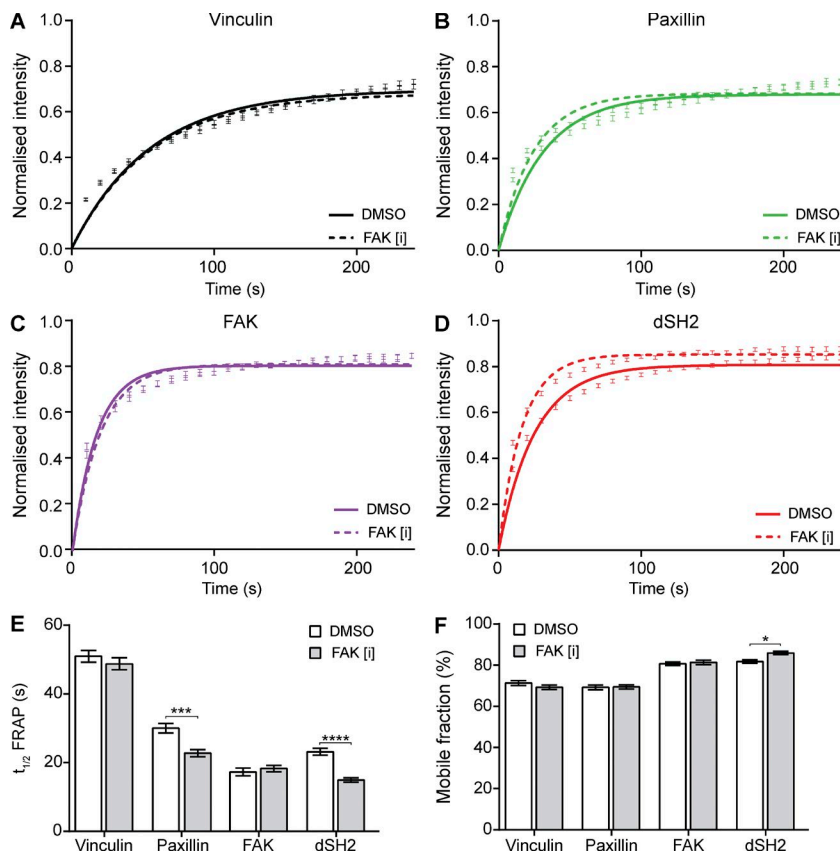 A
Vinculin
Normalised intensity
1.0
0.8
0.6
0.4
0.2
0.0
0
100
200
Time (s)
DMSO
FAK [i]
B
Paxillin
Normalised intensity
1.0
0.8
0.6
0.4
0.2
0.0
0
100
200
Time (s)
DMSO
FAK [i]
C
FAK
Normalised intensity
1.0
0.8
0.6
0.4
0.2
0.0
0
100
200
Time (s)
DMSO
FAK [i]
D
dSH2
Normalised intensity
1.0
0.8
0.6
0.4
0.2
0.0
0
100
200
Time (s)
DMSO
FAK [i]
E
t1/2 FRAP (s)
60
40
20
0
DMSO
FAK [i]
***
****
Vinculin Paxillin FAK dSH2
F
Mobile fraction (%)
100
80
60
40
20
0
DMSO
FAK [i]
*
Vinculin Paxillin FAK dSH2